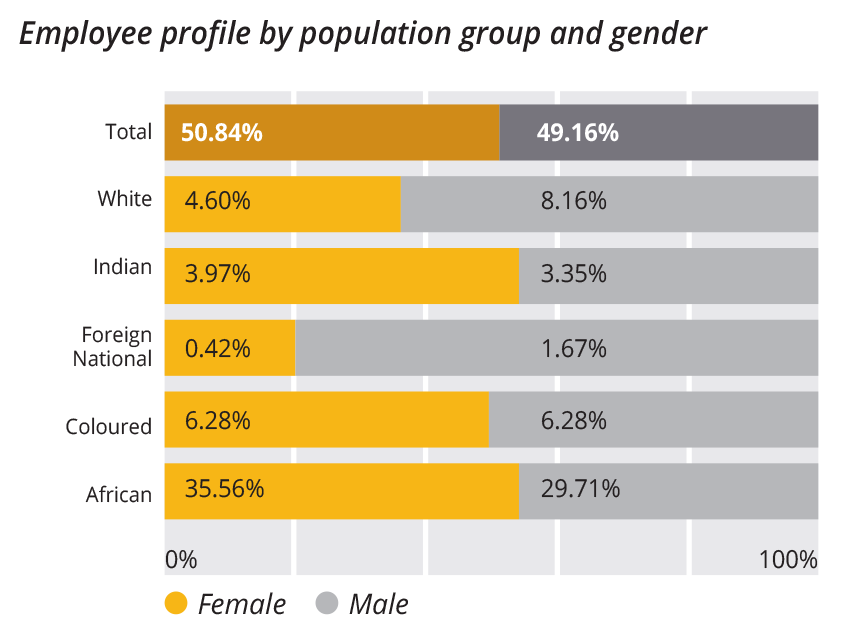 Employee profile by population group and gender
Total 50.84% 49.16%
White 4.60% 8.16%
Indian 3.97% 3.35%
Foreign
National 0.42% 1.67%
Coloured 6.28% 6.28%
African 35.56% 29.71%
0% 100%
Female Male